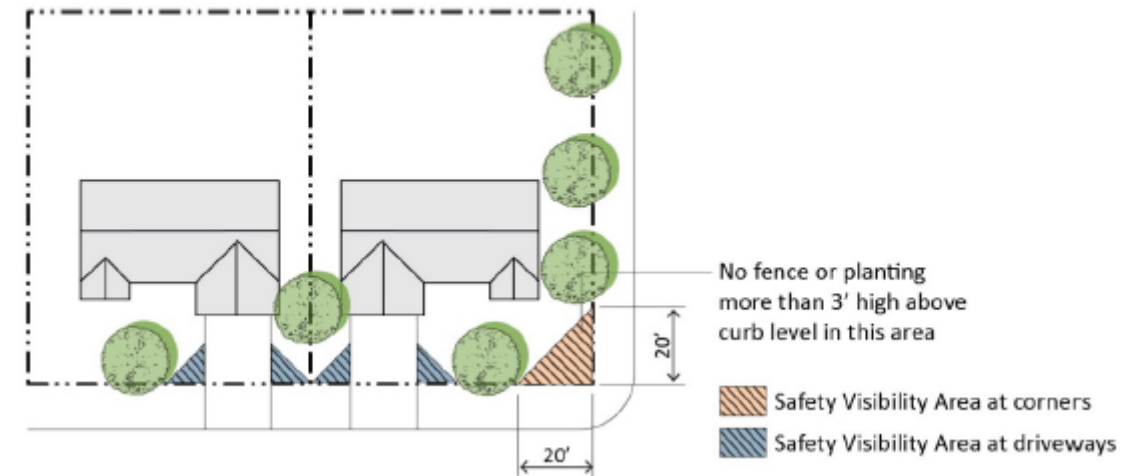 No fence or planting
more than 3' high above
curb level in this area
20'
Safety Visibility Area at corners
Safety Visibility Area at driveways
20'